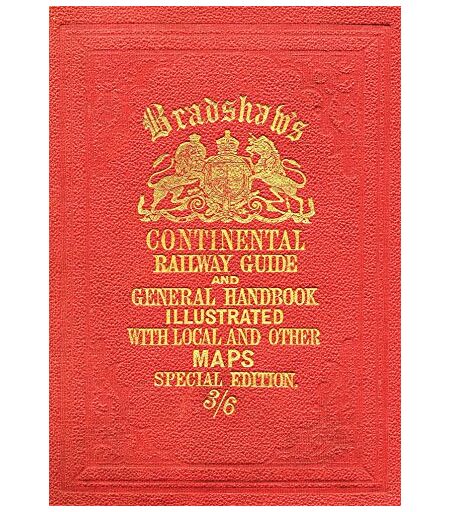 Bradshaw's
CONTINENTAL
RAILWAY GUIDE
AND
GENERAL HANDBOOK
ILLUSTRATED
WITH LOCAL AND OTHER
MAPS
SPECIAL EDITION.
3/6